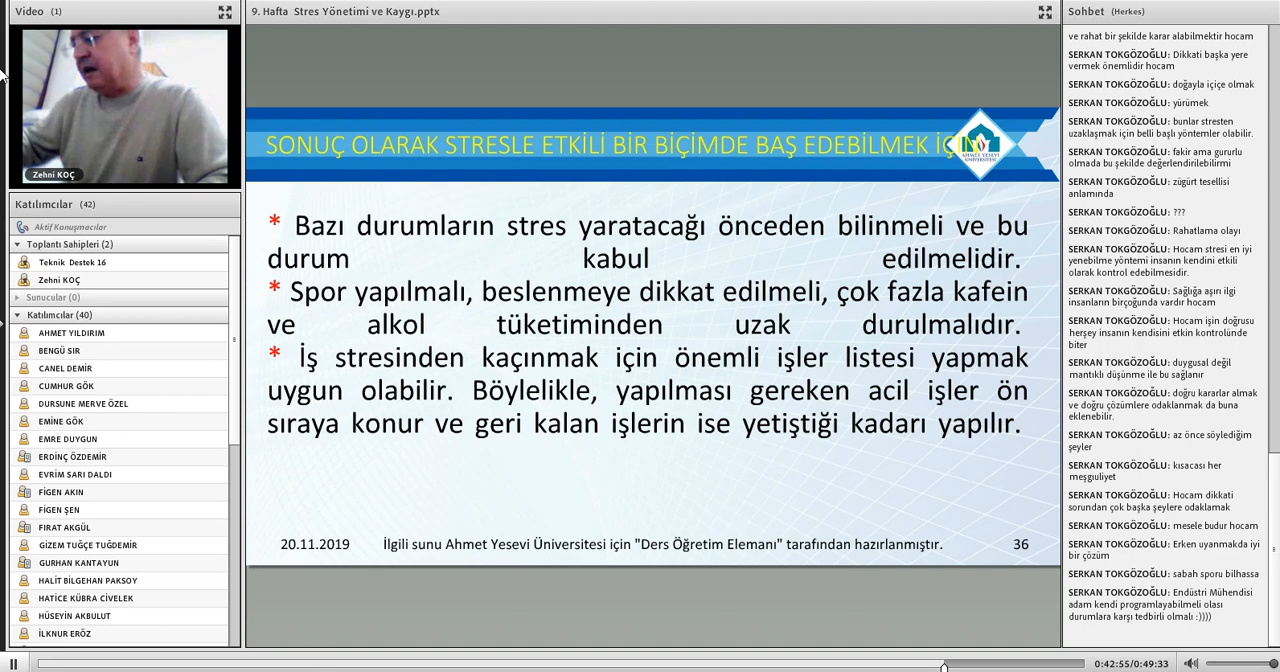 Video (1)
Zehni KOÇ
Katılımcılar (42)
Aktif Konuşmacılar
Toplantı Sahipleri (2)
Teknik Destek 16
Zehni KOÇ
Sunucular (0)
Katılımcılar (40)
AHMET YILDIRIM
BENGÜ SIR
CANEL DEMİR
CUMHUR GÖK
DURSUNE MERVE ÖZEL
EMİNE GÖK
EMRE DUYGUN
ERDİNÇ ÖZDEMİR
EVRİM SARI DALDI
FİGEN AKIN
FİGEN ŞEN
FIRAT AKGÜL
GİZEM TUĞÇE TUĞDEMİR
GURHAN KANTAYUN
HALİT BİLGEHAN PAKSOY
HATİCE KÜBRA CİVELEK
HÜSEYİN AKBULUT
İLKNUR ERÖZ
9. Hafta Stres Yönetimi ve Kaygı.pptx
SONUÇ OLARAK STRESLE ETKİLİ BİR BİÇİMDE BAŞ EDEBİLMEK İÇİN
AHMET YESEVİ
ÜNİVERSİTESİ
* Bazı durumların stres yaratacağı önceden bilinmeli ve bu
durum kabul edilmelidir.
* Spor yapılmalı, beslenmeye dikkat edilmeli, çok fazla kafein
ve alkol tüketiminden uzak durulmalıdır.
* İş stresinden kaçınmak için önemli işler listesi yapmak
uygun olabilir. Böylelikle, yapılması gereken acil işler ön
sıraya konur ve geri kalan işlerin ise yetiştiği kadarı yapılır.
20.11.2019 İlgili sunu Ahmet Yesevi Üniversitesi için "Ders Öğretim Elemanı" tarafından hazırlanmıştır. 36
Sohbet (Herkes)
ve rahat bir şekilde karar alabilmektir hocam
SERKAN TOKGÖZOĞLU: Dikkati başka yere
vermek önemlidir hocam
SERKAN TOKGÖZOĞLU: doğayla içiçe olmak
SERKAN TOKGÖZOĞLU: yürümek
SERKAN TOKGÖZOĞLU: bunlar stresten
uzaklaşmak için belli başlı yöntemler olabilir.
SERKAN TOKGÖZOĞLU: fakir ama gururlu
olmada bu şekilde değerlendirilebilirmi
SERKAN TOKGÖZOĞLU: zügürt tesellisi
anlamında
SERKAN TOKGÖZOĞLU: ???
SERKAN TOKGÖZOĞLU: Rahatlama olayı
SERKAN TOKGÖZOĞLU: Hocam stresi en iyi
yenebilme yöntemi insanın kendini etkili
olarak kontrol edebilmesidir.
SERKAN TOKGÖZOĞLU: Sağlığa aşırı ilgi
insanların birçoğunda vardır hocam
SERKAN TOKGÖZOĞLU: Hocam işin doğrusu
herşey insanın kendisini etkin kontrolünde
biter
SERKAN TOKGÖZOĞLU: duygusal değil
mantıklı düşünme ile bu sağlanır
SERKAN TOKGÖZOĞLU: doğru kararlar almak
ve doğru çözümlere odaklanmak da buna
eklenebilir.
SERKAN TOKGÖZOĞLU: az önce söylediğim
şeyler
SERKAN TOKGÖZOĞLU: kısacası her
meşgıuliyet
SERKAN TOKGÖZOĞLU: Hocam dikkati
sorundan çok başka şeylere odaklamak
SERKAN TOKGÖZOĞLU: mesele budur hocam
SERKAN TOKGÖZOĞLU: Erken uyanmakda iyi
bir çözüm
SERKAN TOKGÖZOĞLU: sabah sporu bilhassa
SERKAN TOKGÖZOĞLU: Endüstri Mühendisi
adam kendi programlayabilmeli olası
durumlara karşı tedbirli olmalı :))))
0:42:55/0:49:33